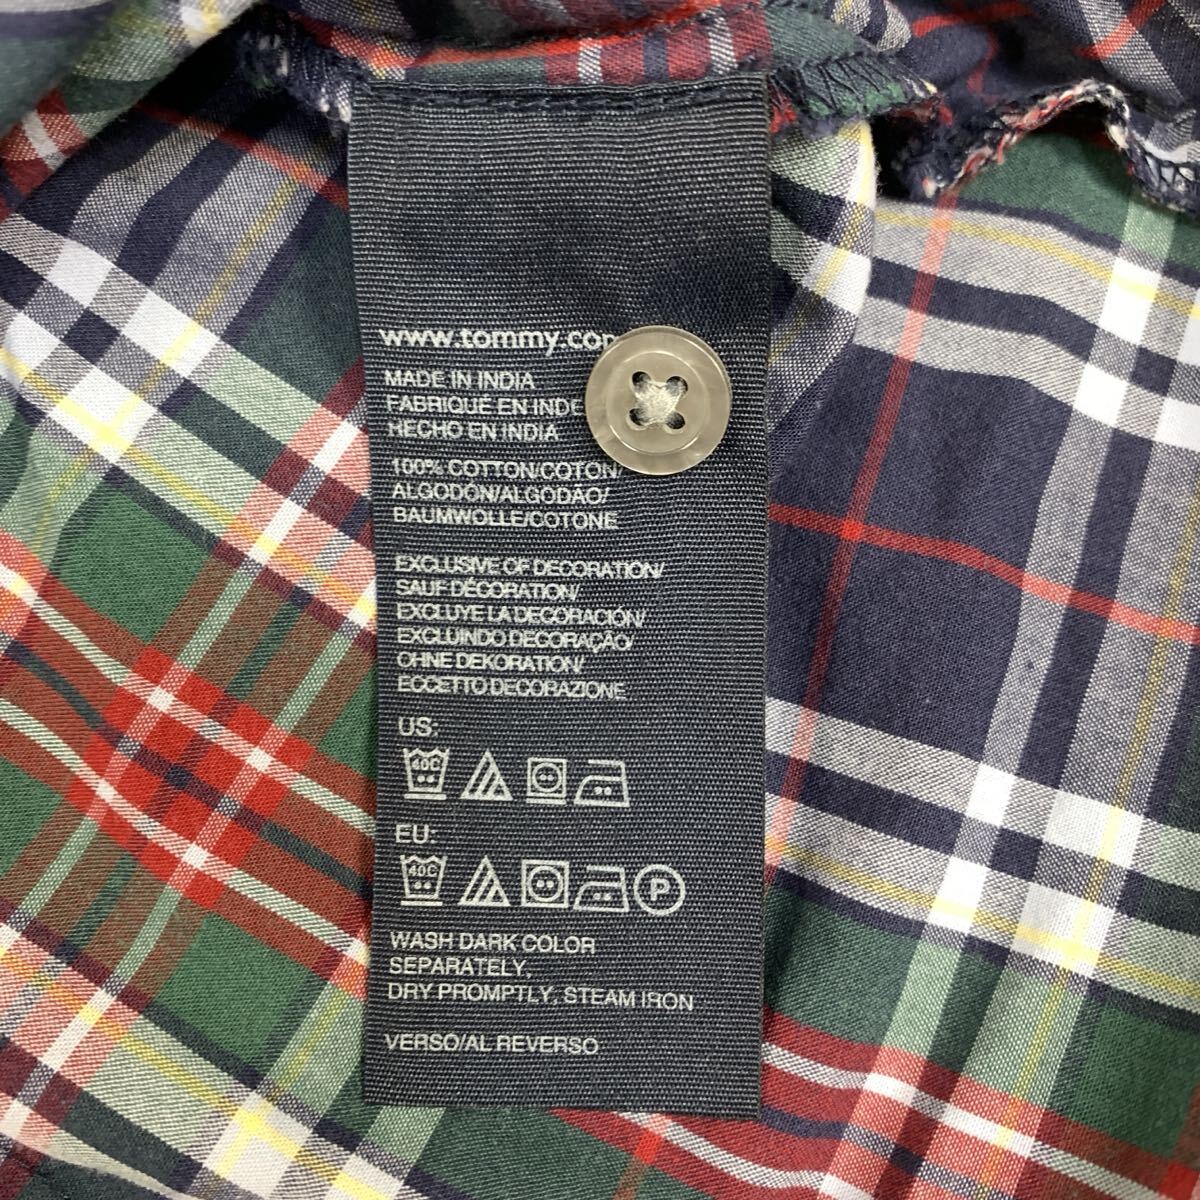 www.tommy.com
MADE IN INDIA
FABRIQUÉ EN INDE
HECHO EN INDIA
100% COTTON/COTON/
ALGODÓN/ALGODÃO/
BAUMWOLLE/COTONE
EXCLUSIVE OF DECORATION/
SAUF DÉCORATION/
EXCLUYE LA DECORACIÓN/
EXCLUINDO DECORAÇÃO/
OHNE DEKORATION/
ECCETTO DECORAZIONE
US:
40C
EU:
40C P
WASH DARK COLOR
SEPARATELY,
DRY PROMPTLY, STEAM IRON
VERSO/AL REVERSO